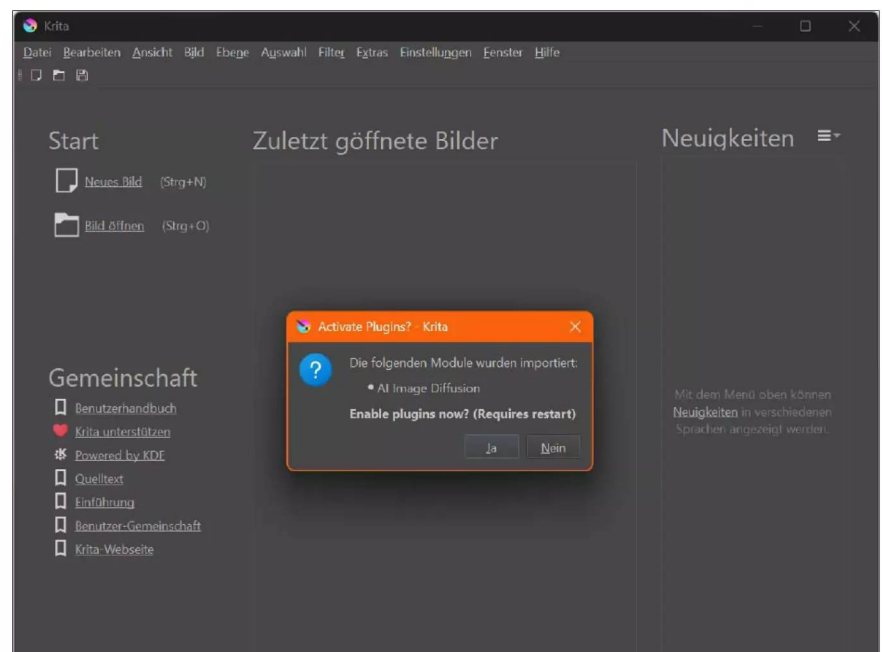 Krita
Datei Bearbeiten Ansicht Bild Ebene Auswahl Filter Extras Einstellungen Fenster Hilfe
Start
Neues Bild (Strg+N)
Bild öffnen (Strg+O)
Gemeinschaft
Benutzerhandbuch
Krita unterstützen
Powered by KDE
Quelltext
Einführung
Benutzer-Gemeinschaft
Krita-Webseite
Zuletzt göffnete Bilder
Neuigkeiten
Mit dem Menü oben können
Neuigkeiten in verschiedenen
Sprachen angezeigt werden.
Activate Plugins? - Krita
Die folgenden Module wurden importiert:
• AI Image Diffusion
Enable plugins now? (Requires restart)
Ja Nein